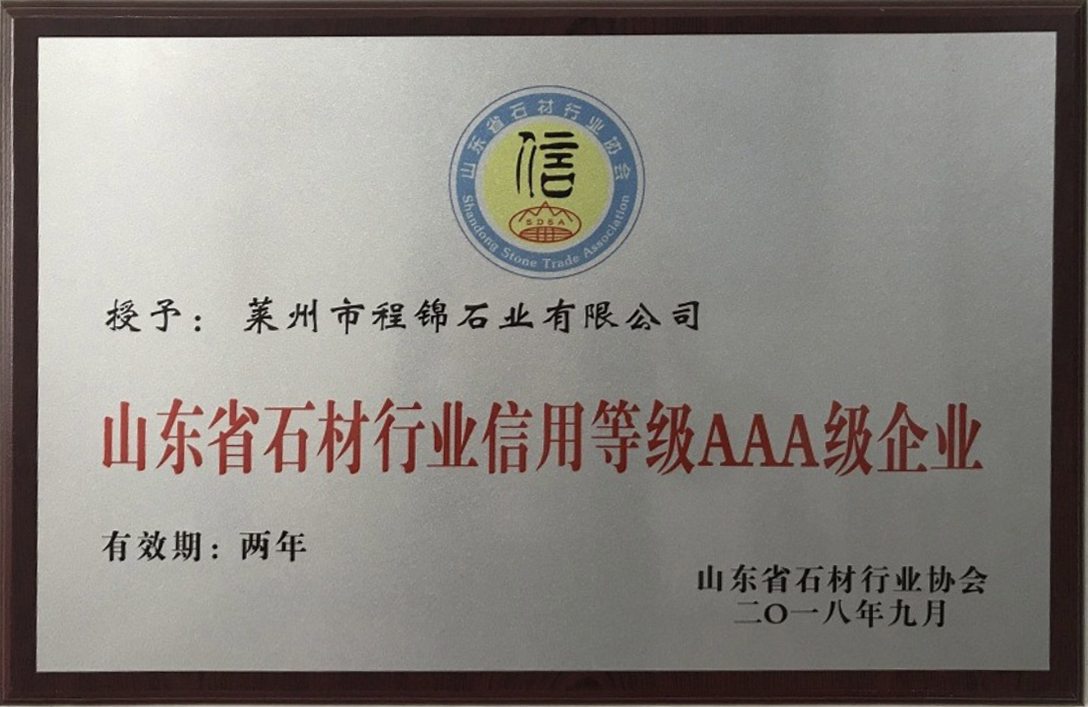 山东省石材行业协会
信
SDSA
Shandong Stone Trade Association
授予：莱州市程锦石业有限公司
山东省石材行业信用等级AAA级企业
有效期：两年
山东省石材行业协会
二〇一八年九月